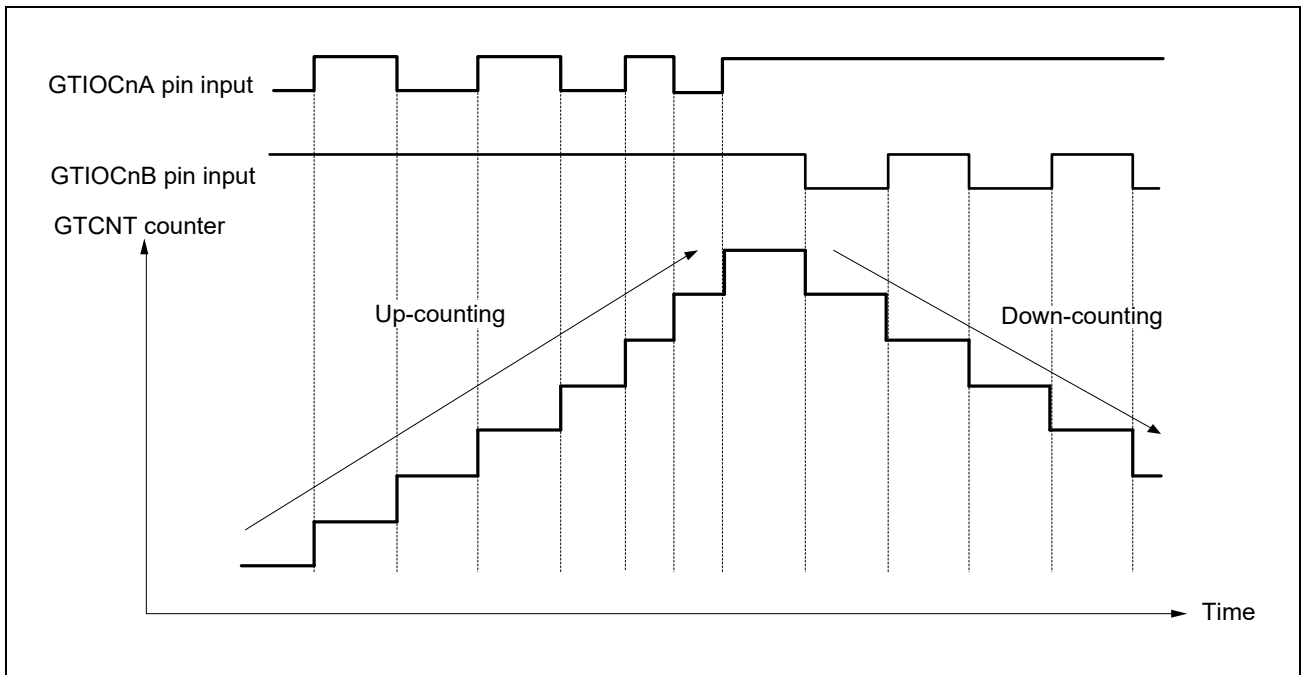 GTIOCnA pin input
GTIOCnB pin input
GTCNT counter
Up-counting
Down-counting
Time